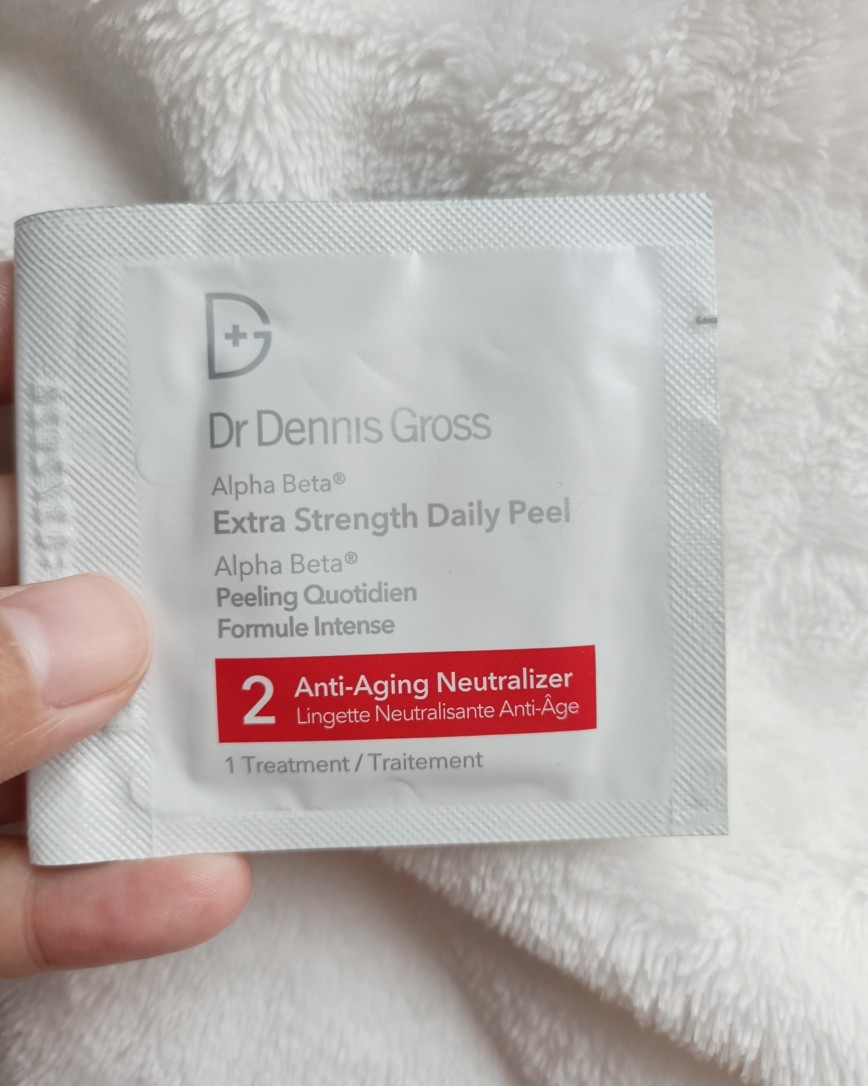 Dr Dennis Gross
Alpha Beta®
Extra Strength Daily Peel
Alpha Beta®
Peeling Quotidien
Formule Intense
2 Anti-Aging Neutralizer
Lingette Neutralisante Anti-Âge
1 Treatment / Traitement